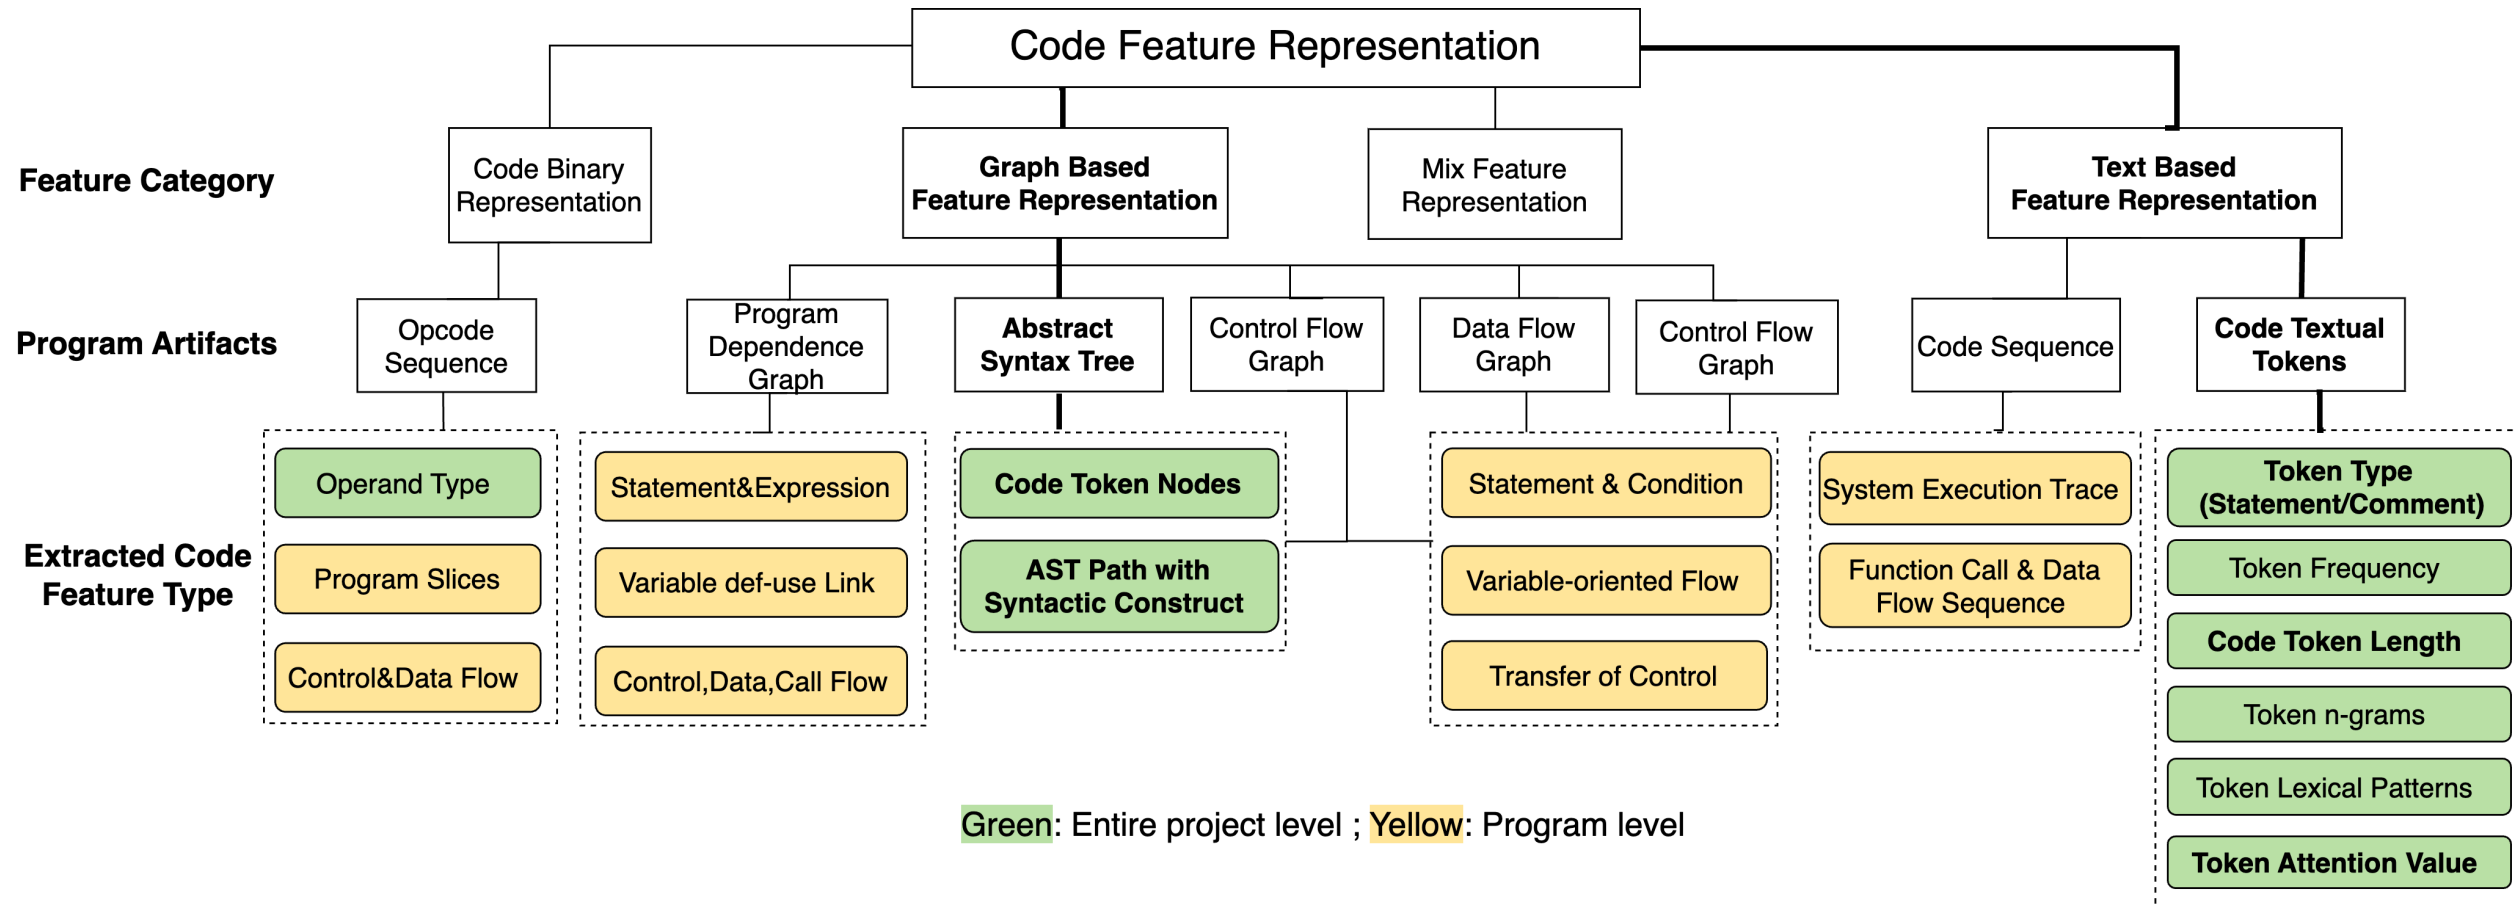 Code Feature Representation
Feature Category
Code Binary
Representation
Graph Based
Feature Representation
Mix Feature
Representation
Text Based
Feature Representation
Program Artifacts
Opcode
Sequence
Program
Dependence
Graph
Abstract
Syntax Tree
Control Flow
Graph
Data Flow
Graph
Control Flow
Graph
Code Sequence
Code Textual
Tokens
Extracted Code
Feature Type
Operand Type
Program Slices
Control&Data Flow
Statement&Expression
Variable def-use Link
Control,Data,Call Flow
Code Token Nodes
AST Path with
Syntactic Construct
Statement & Condition
Variable-oriented Flow
Transfer of Control
System Execution Trace
Function Call & Data
Flow Sequence
Token Type
(Statement/Comment)
Token Frequency
Code Token Length
Token n-grams
Token Lexical Patterns
Token Attention Value
Green: Entire project level ; Yellow: Program level